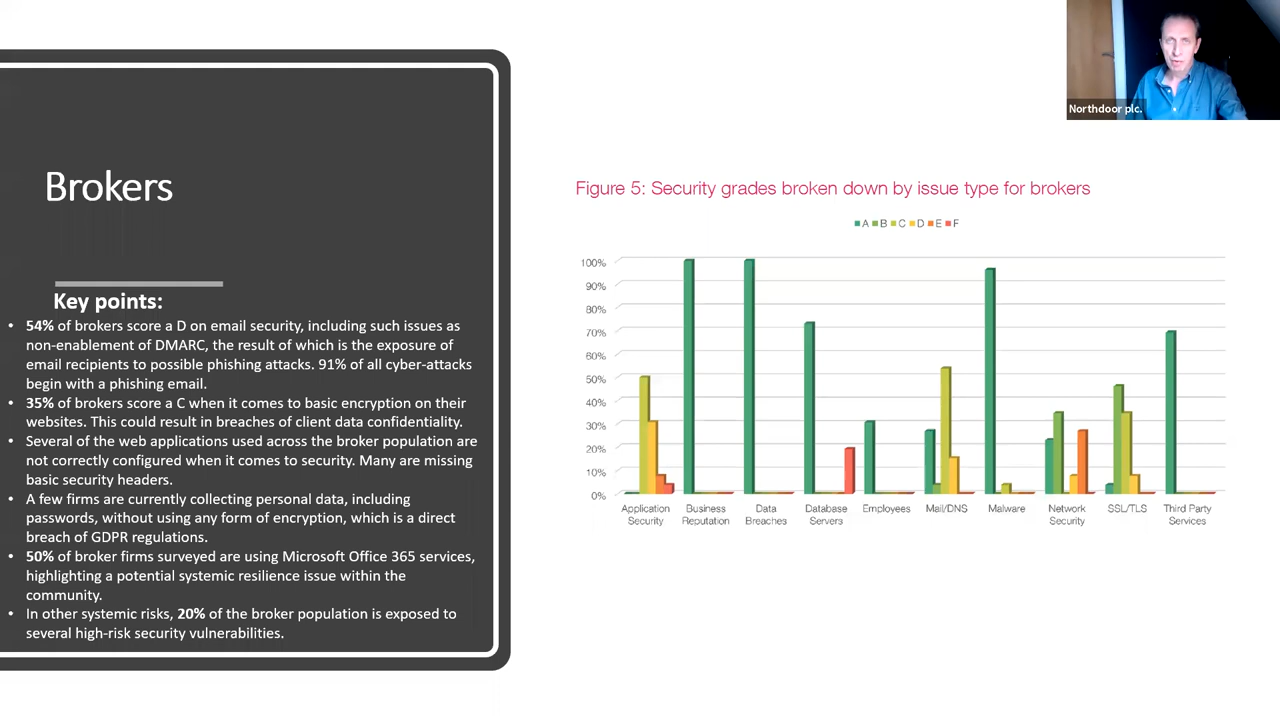 Northdoor plc.
Brokers
Key points:
• 54% of brokers score a D on email security, including such issues as
non-enablement of DMARC, the result of which is the exposure of
email recipients to possible phishing attacks. 91% of all cyber-attacks
begin with a phishing email.
• 35% of brokers score a C when it comes to basic encryption on their
websites. This could result in breaches of client data confidentiality.
• Several of the web applications used across the broker population are
not correctly configured when it comes to security. Many are missing
basic security headers.
• A few firms are currently collecting personal data, including
passwords, without using any form of encryption, which is a direct
breach of GDPR regulations.
• 50% of broker firms surveyed are using Microsoft Office 365 services,
highlighting a potential systemic resilience issue within the
community.
• In other systemic risks, 20% of the broker population is exposed to
several high-risk security vulnerabilities.
Figure 5: Security grades broken down by issue type for brokers
A B C D E F
100%
90%
80%
70%
60%
50%
40%
30%
20%
10%
0%
Application Security
Business Reputation
Data Breaches
Database Servers
Employees
Mail/DNS
Malware
Network Security
SSL/TLS
Third Party Services